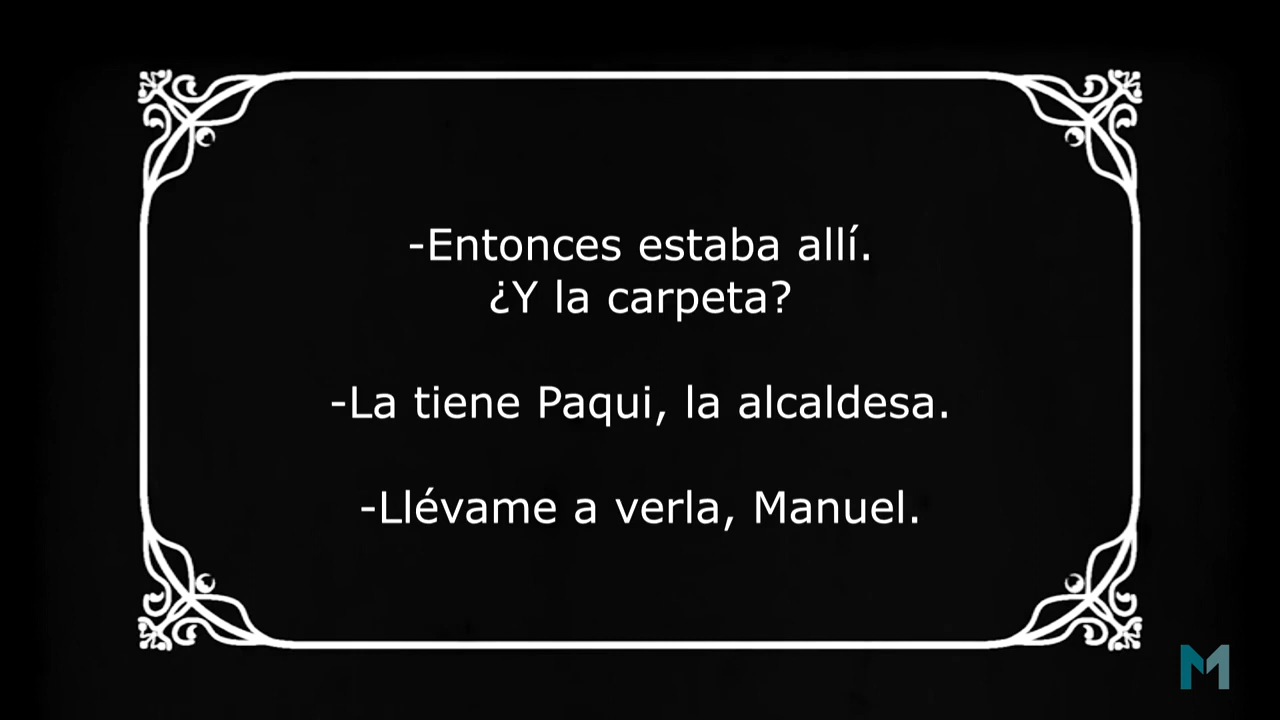 -Entonces estaba allí.
¿Y la carpeta?
-La tiene Paqui, la alcaldesa.
-Llévame a verla, Manuel.
M